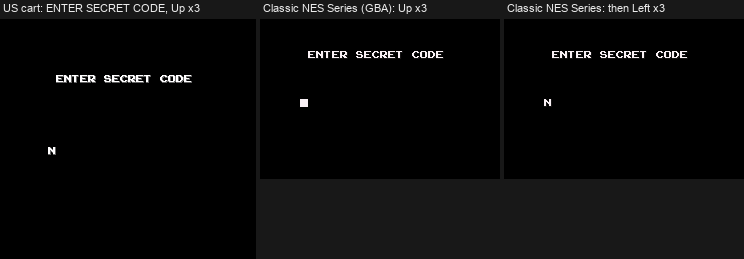 US cart: ENTER SECRET CODE, Up x3
ENTER SECRET CODE
N
Classic NES Series (GBA): Up x3
ENTER SECRET CODE
Classic NES Series: then Left x3
ENTER SECRET CODE
N